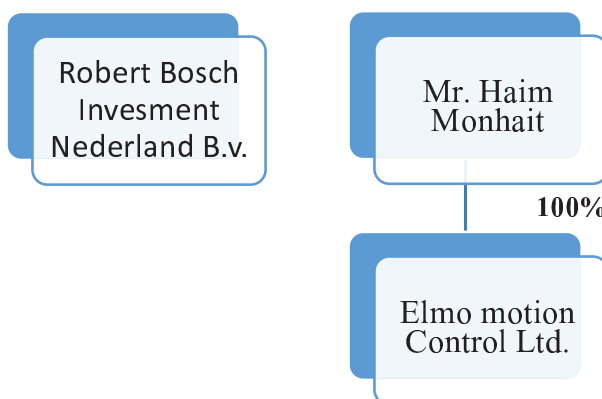 Robert Bosch
Invesment
Nederland B.v.
Mr. Haim
Monhait
100%
Elmo motion
Control Ltd.